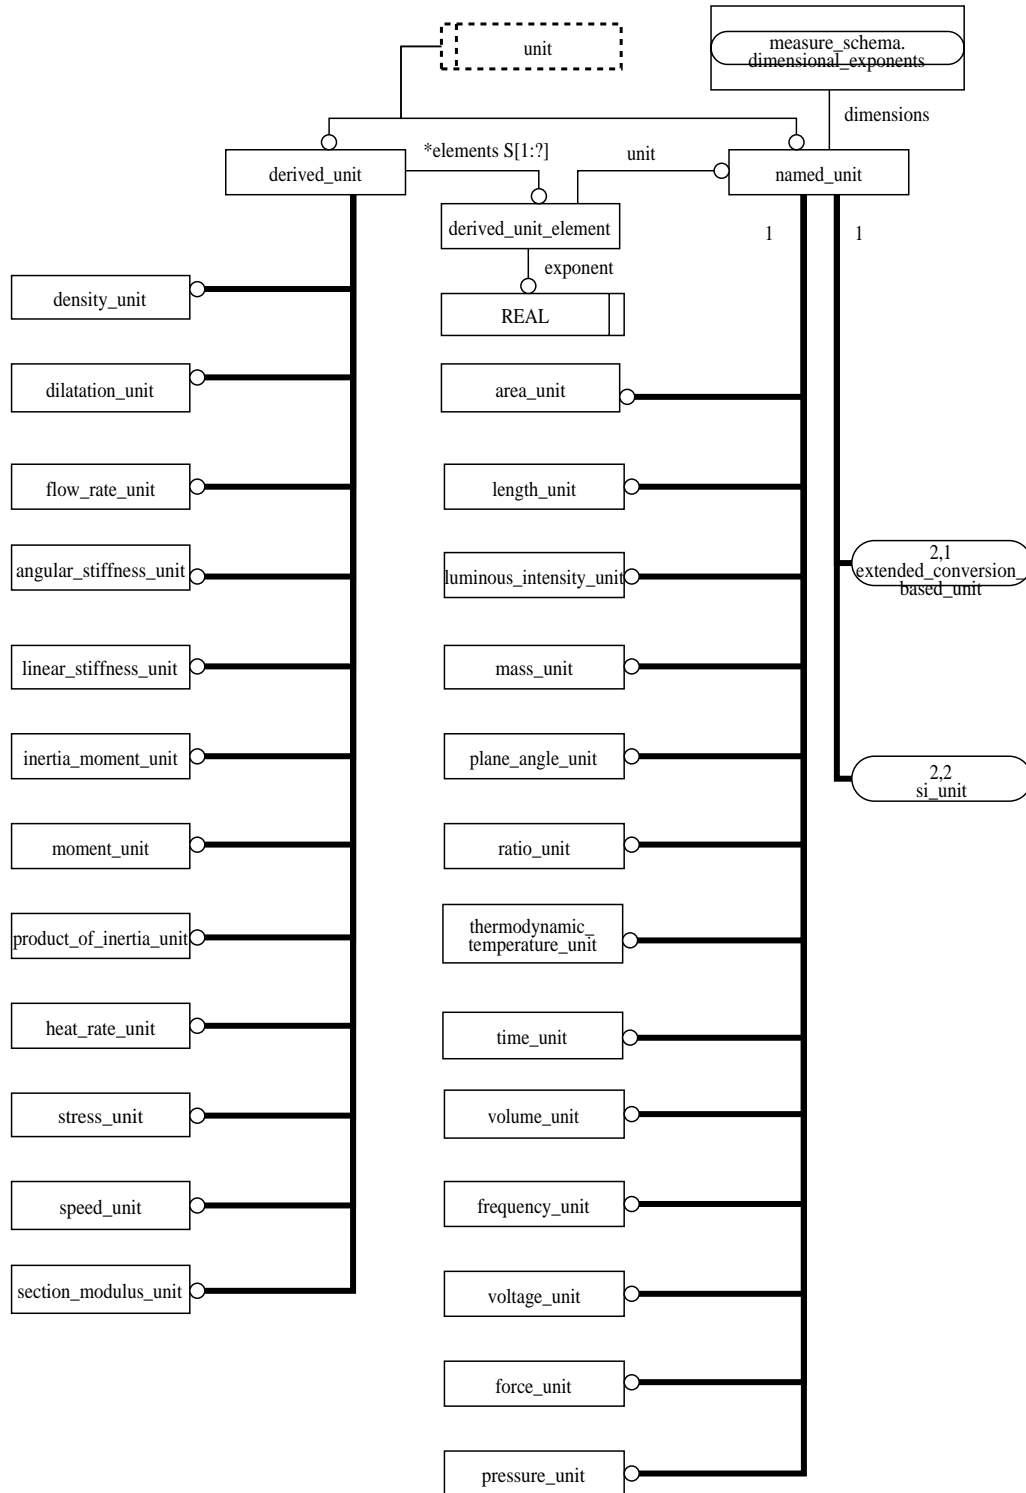 unit
measure_schema.
dimensional_exponents
dimensions
*elements S[1:?]
unit
derived_unit
named_unit
derived_unit_element
1
1
exponent
REAL
density_unit
dilatation_unit
flow_rate_unit
angular_stiffness_unit
linear_stiffness_unit
inertia_moment_unit
moment_unit
product_of_inertia_unit
heat_rate_unit
stress_unit
speed_unit
section_modulus_unit
area_unit
length_unit
luminous_intensity_unit
mass_unit
plane_angle_unit
ratio_unit
thermodynamic_
temperature_unit
time_unit
volume_unit
frequency_unit
voltage_unit
force_unit
pressure_unit
2,1
extended_conversion_
based_unit
2,2
si_unit